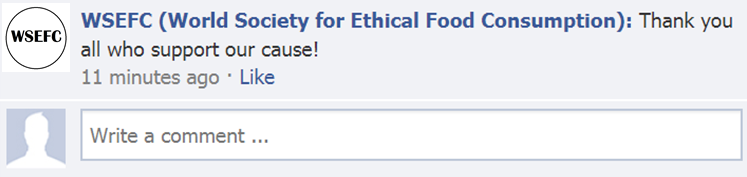 WSEFC
WSEFC (World Society for Ethical Food Consumption): Thank you
all who support our cause!
11 minutes ago · Like
Write a comment ...